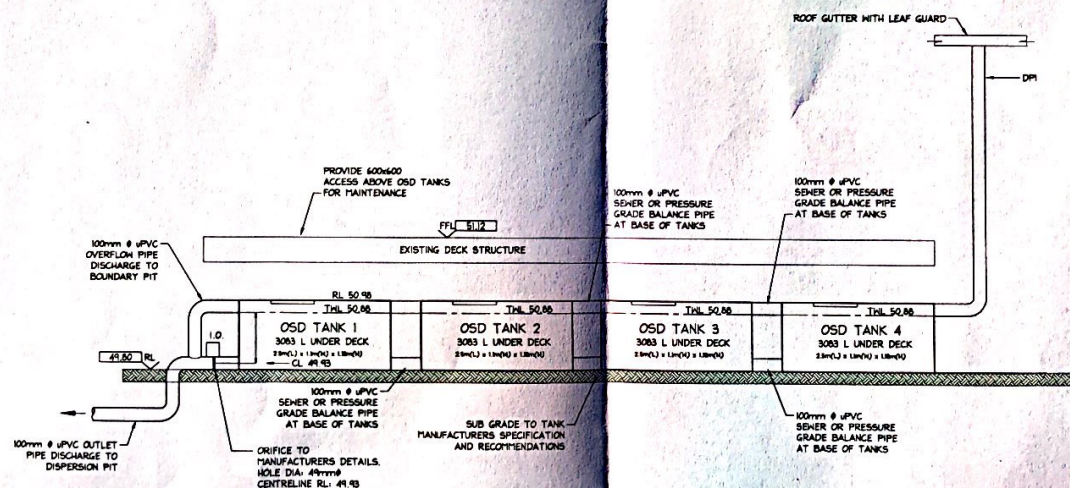 ROOF GUTTER WITH LEAF GUARD
DP1
PROVIDE 600x600
ACCESS ABOVE OSD TANKS
FOR MAINTENANCE
100mm ϕ uPVC
SEWER OR PRESSURE
GRADE BALANCE PIPE
AT BASE OF TANKS
100mm ϕ uPVC
SEWER OR PRESSURE
GRADE BALANCE PIPE
AT BASE OF TANKS
FFL 51.12
EXISTING DECK STRUCTURE
100mm ϕ uPVC
OVERFLOW PIPE
DISCHARGE TO
BOUNDARY PIT
RL 50.98
TWL 50.88
TWL 50.88
TWL 50.88
TWL 50.88
I.O.
OSD TANK 1
3083 L UNDER DECK
OSD TANK 2
3083 L UNDER DECK
OSD TANK 3
3083 L UNDER DECK
OSD TANK 4
3083 L UNDER DECK
49.80 RL
CL 49.93
100mm ϕ uPVC
SEWER OR PRESSURE
GRADE BALANCE PIPE
AT BASE OF TANKS
SUB GRADE TO TANK
MANUFACTURERS SPECIFICATION
AND RECOMMENDATIONS
100mm ϕ uPVC
SEWER OR PRESSURE
GRADE BALANCE PIPE
AT BASE OF TANKS
100mm ϕ uPVC OUTLET
PIPE DISCHARGE TO
DISPERSION PIT
ORIFICE TO
MANUFACTURERS DETAILS.
HOLE DIA: 49mmϕ
CENTRELINE RL: 49.93